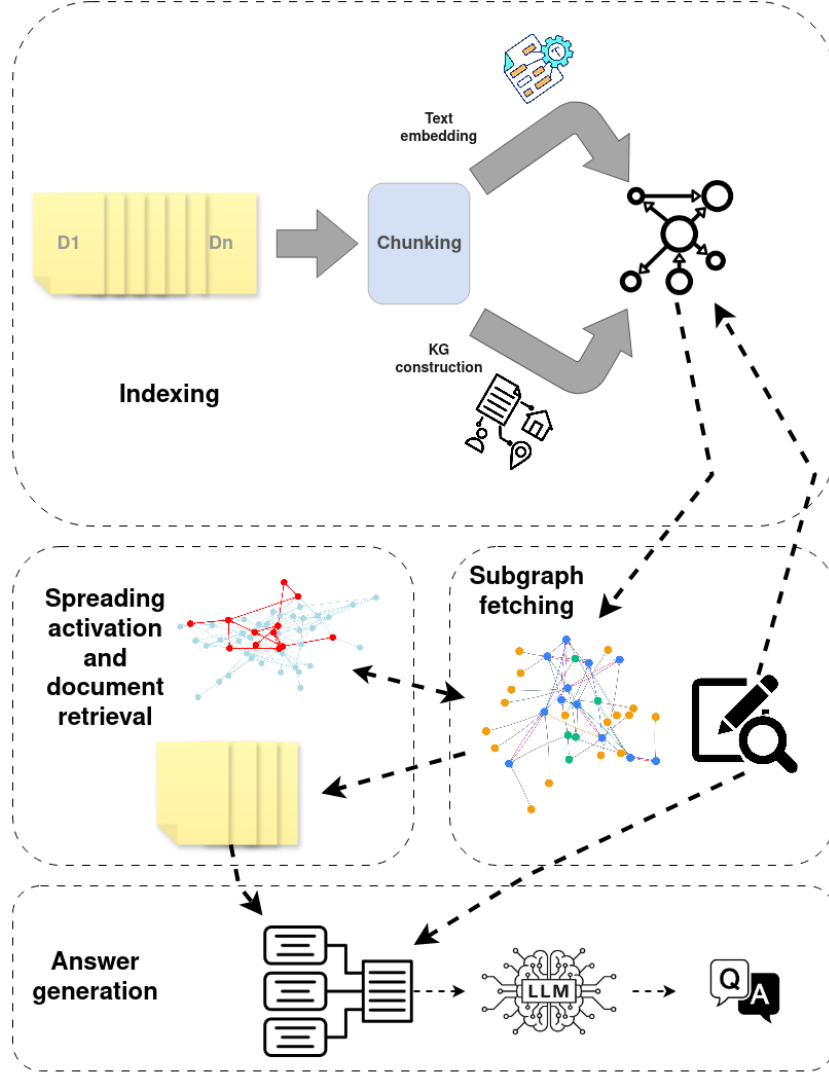 Text
embedding
D1
Dn
Chunking
KG
construction
Indexing
Spreading
activation
and
document
retrieval
Subgraph
fetching
Answer
generation
LLM
Q
A